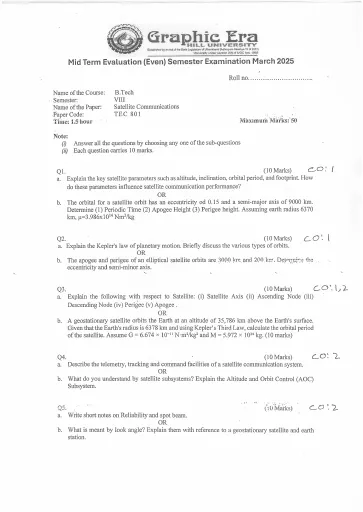 Graphic Era
HILL UNIVERSITY
Mid Term Evaluation (Even) Semester Examination March 2025
Roll no..............................
Name of the Course: B.Tech
Semester: VIII
Name of the Paper: Satellite Communications
Paper Code: TEC 801
Time: 1.5 hour Maximum Marks: 50
Note:
(i) Answer all the questions by choosing any one of the sub-questions
(ii) Each question carries 10 marks.
Q1. (10 Marks) CO: 1
a. Explain the key satellite parameters such as altitude, inclination, orbital period, and footprint. How
do these parameters influence satellite communication performance?
OR
b. The orbital for a satellite orbit has an eccentricity od 0.15 and a semi-major axis of 9000 km.
Determine (1) Periodic Time (2) Apogee Height (3) Perigee height. Assuming earth radius 6370
km, μ=3.986x10¹⁴ Nm²/kg
Q2. (10 Marks) CO: 1
a. Explain the Kepler's law of planetary motion. Briefly discuss the various types of orbits.
OR
b. The apogee and perigee of an elliptical satellite orbits are 3000 km and 200 km. Determine the
eccentricity and semi-minor axis.
Q3. (10 Marks) CO: 1,2
a. Explain the following with respect to Satellite: (i) Satellite Axis (ii) Ascending Node (iii)
Descending Node (iv) Perigee (v) Apogee .
OR
b. A geostationary satellite orbits the Earth at an altitude of 35,786 km above the Earth's surface.
Given that the Earth's radius is 6378 km and using Kepler's Third Law, calculate the orbital period
of the satellite. Assume G = 6.674 × 10⁻¹¹ N·m²/kg² and M = 5.972 × 10²⁴ kg. (10 marks)
Q4. (10 Marks) CO: 2
a. Describe the telemetry, tracking and command facilities of a satellite communication system.
OR
b. What do you understand by satellite subsystems? Explain the Altitude and Orbit Control (AOC)
Subsystem.
Q5. (10 Marks) CO: 2
a. Write short notes on Reliability and spot beam.
OR
b. What is meant by look angle? Explain them with reference to a geostationary satellite and earth
station.